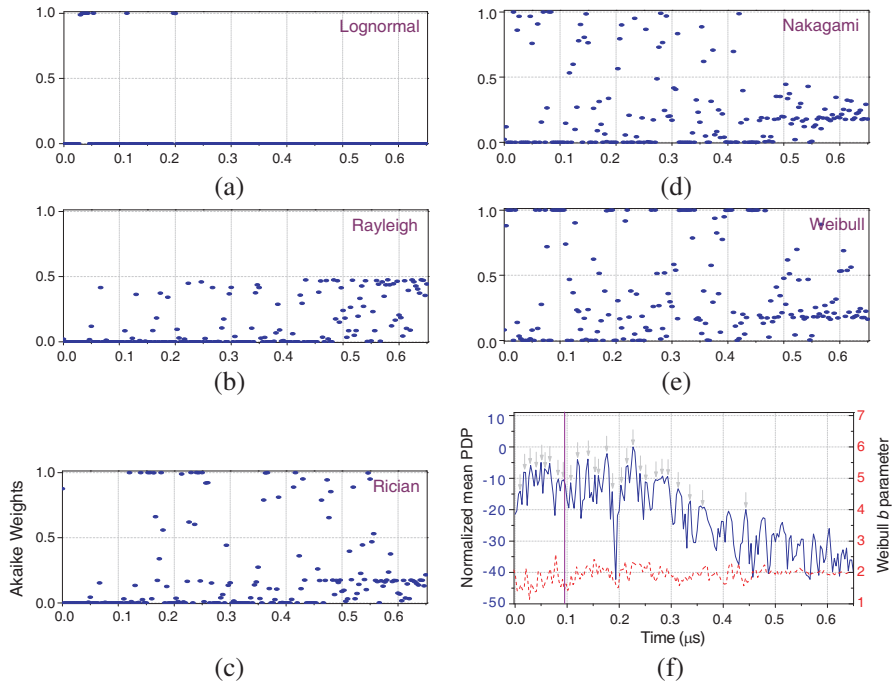 1.0
Lognormal
0.5
0.0
0.0 0.1 0.2 0.3 0.4 0.5 0.6
(a)
1.0
Nakagami
0.5
0.0
0.0 0.1 0.2 0.3 0.4 0.5 0.6
(d)
1.0
Rayleigh
0.5
0.0
0.0 0.1 0.2 0.3 0.4 0.5 0.6
(b)
1.0
Weibull
0.5
0.0
0.0 0.1 0.2 0.3 0.4 0.5 0.6
(e)
Akaike Weights
1.0
Rician
0.5
0.0
0.0 0.1 0.2 0.3 0.4 0.5 0.6
(c)
Normalized mean PDP
10
0
-10
-20
-30
-40
-50
7
6
5
4
3
2
1
Weibull b parameter
0.0 0.1 0.2 0.3 0.4 0.5 0.6
Time (μs)
(f)